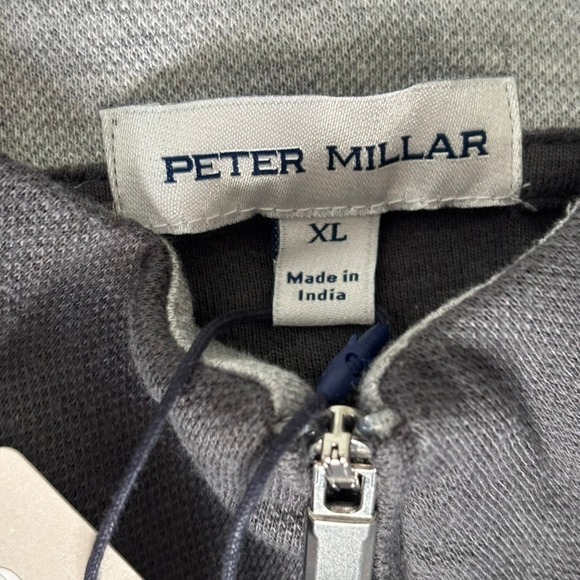 PETER MILLAR
XL
Made in
India